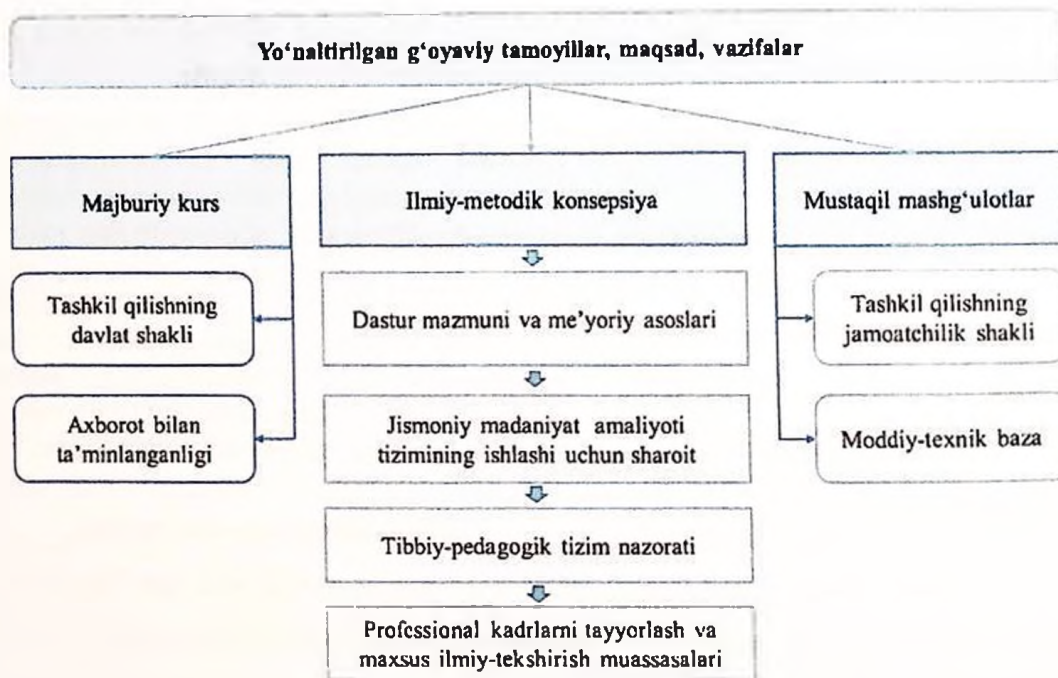 Yo‘naltirilgan g‘oyaviy tamoyillar, maqsad, vazifalar
Majburiy kurs
Tashkil qilishning
davlat shakli
Axborot bilan
ta’minlanganligi
Ilmiy-metodik konsepsiya
Dastur mazmuni va me’yoriy asoslari
Jismoniy madaniyat amaliyoti
tizimining ishlashi uchun sharoit
Tibbiy-pedagogik tizim nazorati
Professional kadrlarni tayyorlash va
maxsus ilmiy-tekshirish muassasalari
Mustaqil mashg‘ulotlar
Tashkil qilishning
jamoatchilik shakli
Moddiy-texnik baza